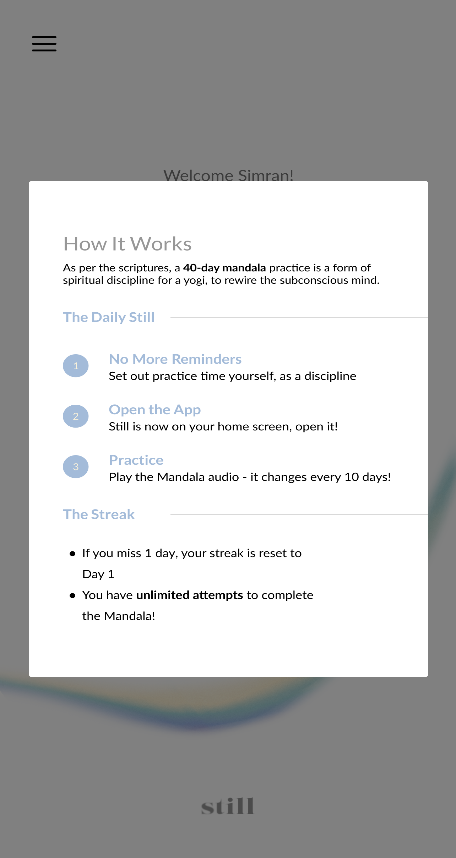 Welcome Simran!
How It Works
As per the scriptures, a 40-day mandala practice is a form of
spiritual discipline for a yogi, to rewire the subconscious mind.
The Daily Still
1
No More Reminders
Set out practice time yourself, as a discipline
2
Open the App
Still is now on your home screen, open it!
3
Practice
Play the Mandala audio - it changes every 10 days!
The Streak
● If you miss 1 day, your streak is reset to
Day 1
● You have unlimited attempts to complete
the Mandala!
still